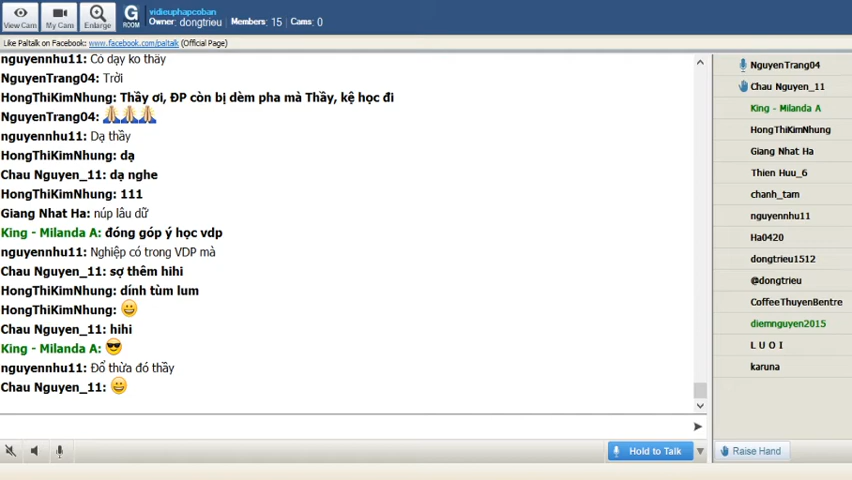 View Cam
My Cam
Enlarge
G
ROOM
vidieuphapcoban
Owner: dongtrieu Members: 15 Cams: 0
Like Paltalk on Facebook: www.facebook.com/paltalk (Official Page)
nguyennhu11: Có dạy ko thầy
NguyenTrang04: Trời
HongThiKimNhung: Thầy ơi, ĐP còn bị dèm pha mà Thầy, kệ học đi
NguyenTrang04:
nguyennhu11: Dạ thầy
HongThiKimNhung: dạ
Chau Nguyen_11: dạ nghe
HongThiKimNhung: 111
Giang Nhat Ha: núp lâu dữ
King - Milanda A: đóng góp ý học vdp
nguyennhu11: Nghiệp có trong VDP mà
Chau Nguyen_11: sợ thêm hihi
HongThiKimNhung: dính tùm lum
HongThiKimNhung:
Chau Nguyen_11: hihi
King - Milanda A:
nguyennhu11: Đổ thừa đó thầy
Chau Nguyen_11:
Hold to Talk
NguyenTrang04
Chau Nguyen_11
King - Milanda A
HongThiKimNhung
Giang Nhat Ha
Thien Huu_6
chanh_tam
nguyennhu11
Ha0420
dongtrieu1512
@dongtrieu
CoffeeThuyenBentre
diemnguyen2015
L U O I
karuna
Raise Hand